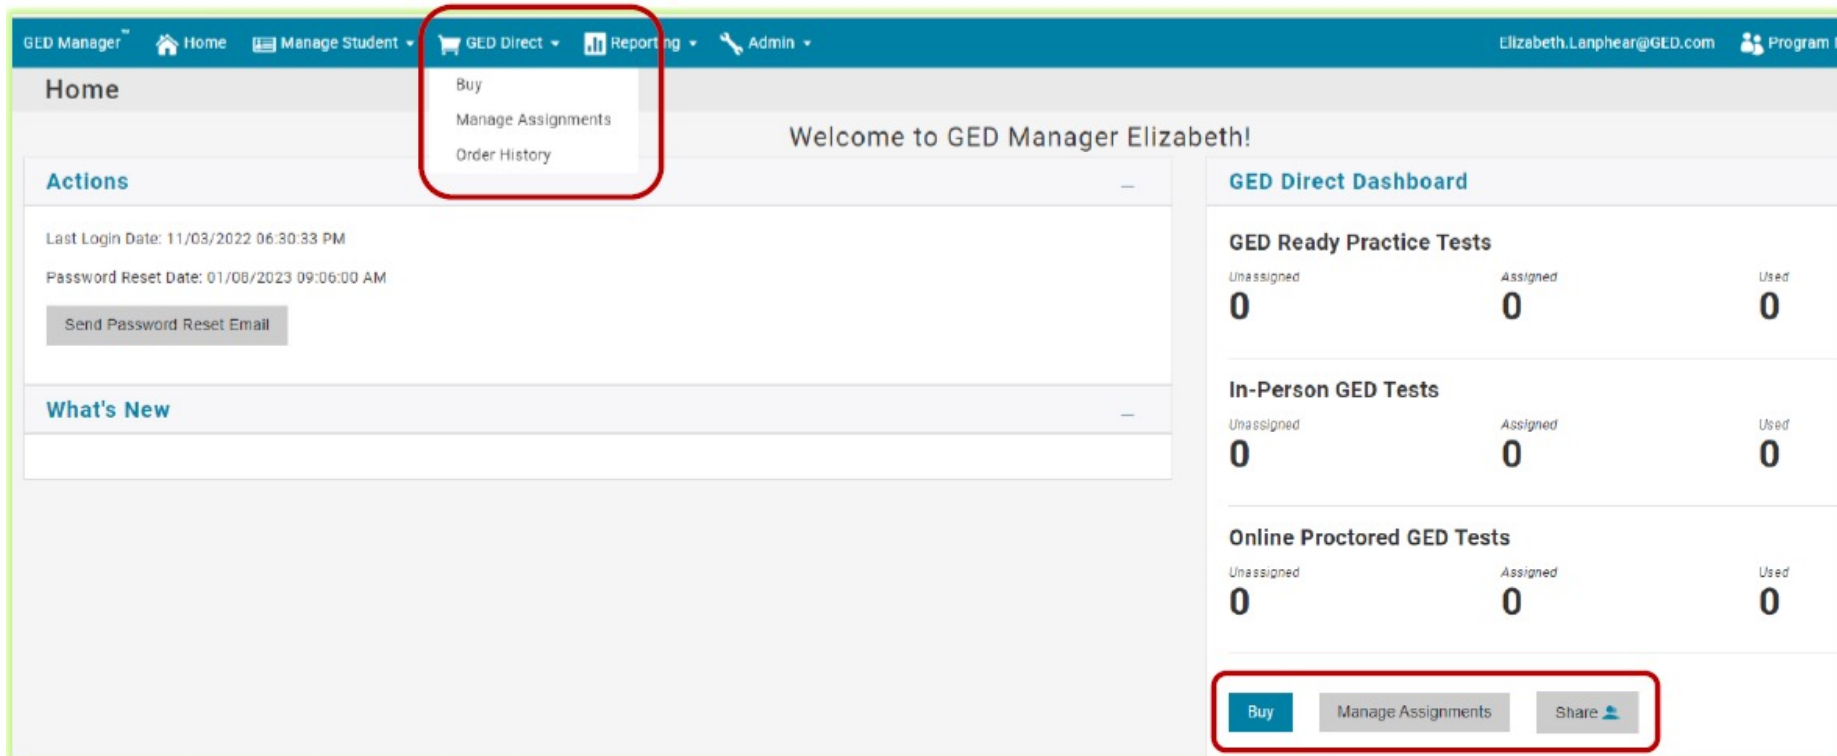 GED Manager™ Home Manage Student GED Direct Reporting Admin Elizabeth.Lanphear@GED.com Program
Home
Buy
Manage Assignments
Order History
Welcome to GED Manager Elizabeth!
Actions
Last Login Date: 11/03/2022 06:30:33 PM
Password Reset Date: 01/08/2023 09:06:00 AM
Send Password Reset Email
What's New
GED Direct Dashboard
GED Ready Practice Tests
Unassigned Assigned Used
0 0 0
In-Person GED Tests
Unassigned Assigned Used
0 0 0
Online Proctored GED Tests
Unassigned Assigned Used
0 0 0
Buy Manage Assignments Share